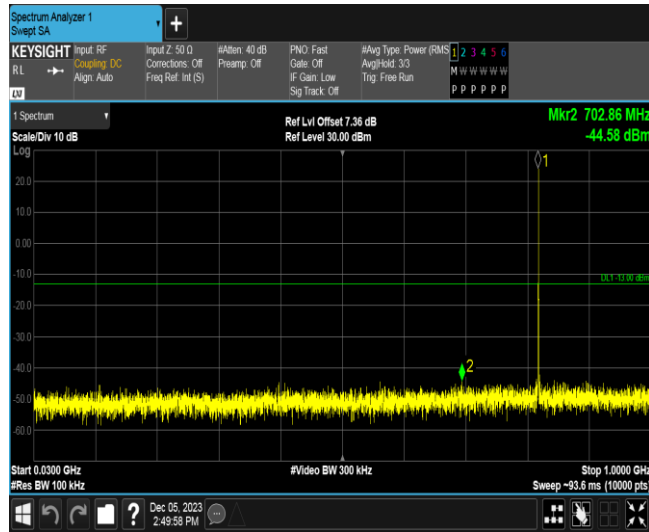 Spectrum Analyzer 1
Swept SA
+
KEYSIGHT Input: RF Input Z: 50 Ω #Atten: 40 dB PNO: Fast #Avg Type: Power (RMS 1 2 3 4 5 6
RL Coupling: DC Corrections: Off Preamp: Off Gate: Off Avg|Hold: 3/3 M W W W W W
Align: Auto Freq Ref: Int (S) IF Gain: Low Trig: Free Run
LXI Sig Track: Off P P P P P P
1 Spectrum Ref Lvl Offset 7.36 dB Mkr2 702.86 MHz
Scale/Div 10 dB Ref Level 30.00 dBm -44.58 dBm
Log
1
20.0
10.0
0.00
-10.0
DL1 -13.00 dBm
-20.0
-30.0
-40.0
2
-50.0
-60.0
Start 0.0300 GHz #Video BW 300 kHz Stop 1.0000 GHz
#Res BW 100 kHz Sweep ~93.6 ms (10000 pts)
? Dec 05, 2023
2:49:58 PM